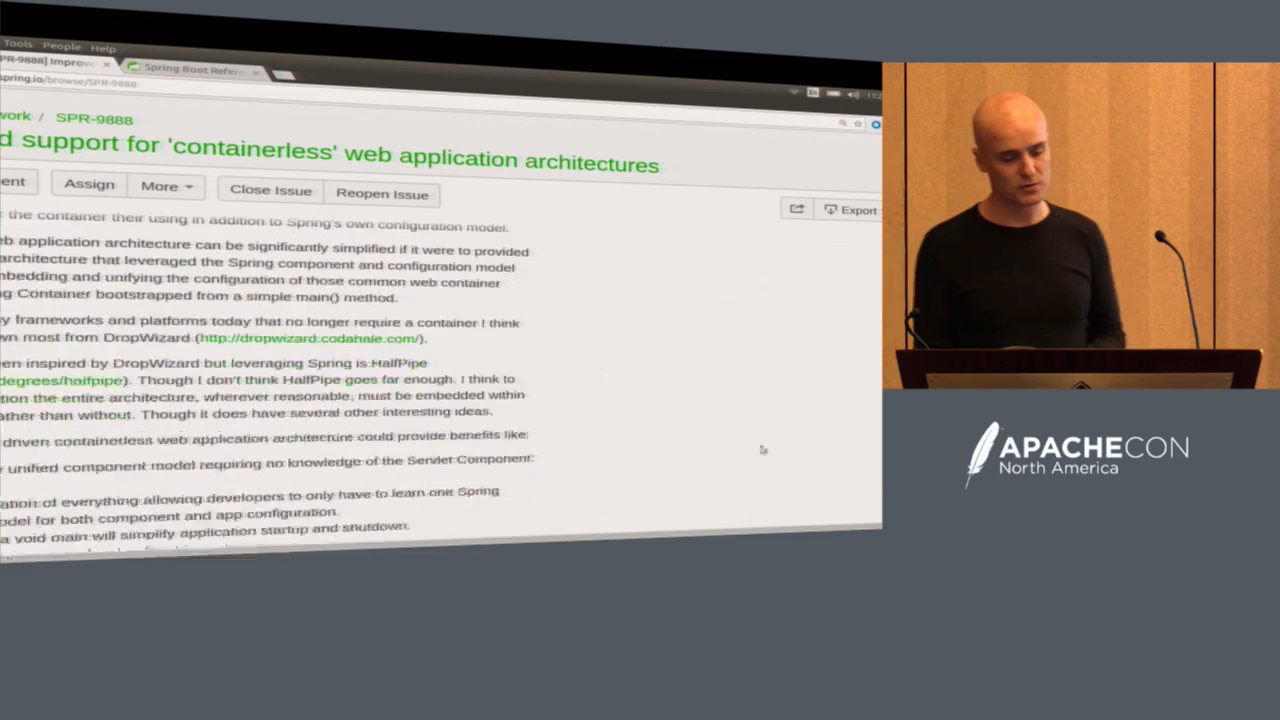 Tools People Help
PR-9888] Improv
Spring Boot Refer
spring.io/browse/SPR-9888
work / SPR-9888
d support for 'containerless' web application architectures
ent
Assign
More
Close Issue
Reopen Issue
Export
the container their using in addition to Spring's own configuration model.
eb application architecture can be significantly simplified if it were to provided
architecture that leveraged the Spring component and configuration model
nbedding and unifying the configuration of those common web container
ng Container bootstrapped from a simple main() method.
y frameworks and platforms today that no longer require a container I think
wn most from DropWizard (http://dropwizard.codahale.com/).
en inspired by DropWizard but leveraging Spring is HalfPipe
degrees/halfpipe). Though I don't think HalfPipe goes far enough. I think to
tion the entire architecture, wherever reasonable, must be embedded within
ather than without. Though it does have several other interesting ideas.
driven containerless web application architecture could provide benefits like:
unified component model requiring no knowledge of the Servlet Component
ation of everything allowing developers to only have to learn one Spring
odel for both component and app configuration.
a void main will simplify application startup and shutdown.
APACHECON
North America